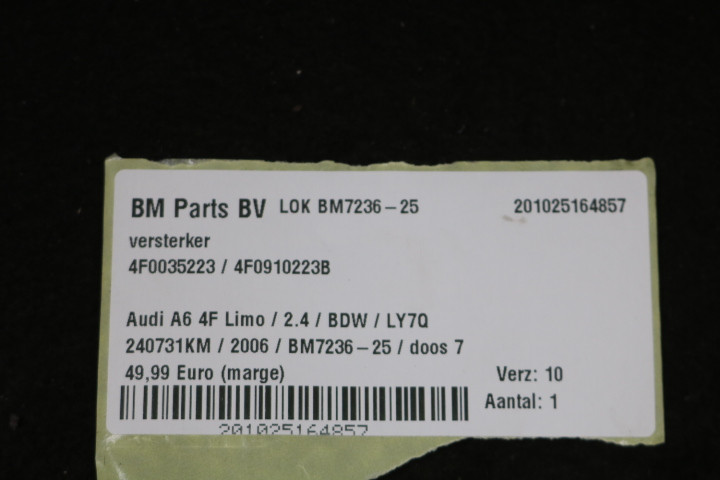 BM Parts BV LOK BM7236-25 201025164857
versterker
4F0035223 / 4F0910223B
Audi A6 4F Limo / 2.4 / BDW / LY7Q
240731KM / 2006 / BM7236-25 / doos 7
49,99 Euro (marge) Verz: 10
Aantal: 1
201025164857